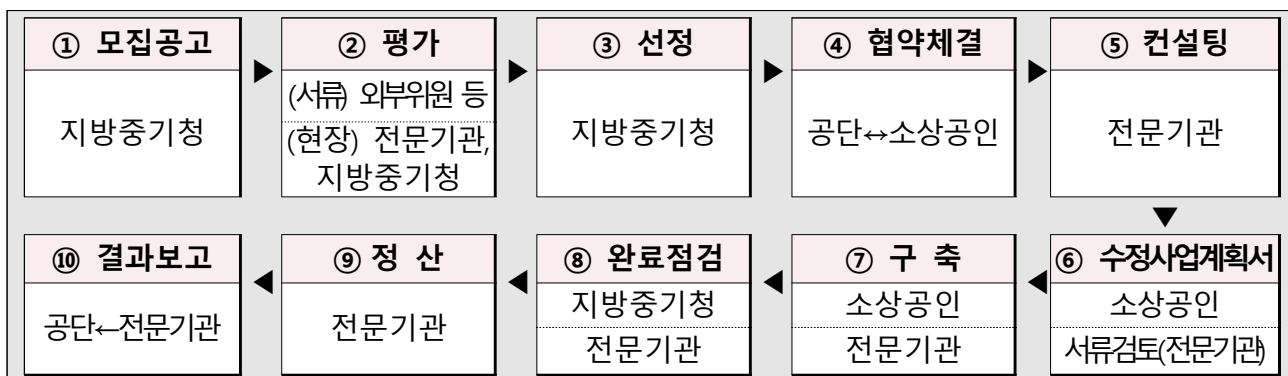 ① 모집공고
지방중기청
② 평가
(서류) 외부위원 등
(현장) 전문기관,
지방중기청
③ 선정
지방중기청
④ 협약체결
공단↔소상공인
⑤ 컨설팅
전문기관
⑥ 수정사업계획서
소상공인
서류검토(전문기관)
⑦ 구 축
소상공인
전문기관
⑧ 완료점검
지방중기청
전문기관
⑨ 정 산
전문기관
⑩ 결과보고
공단←전문기관